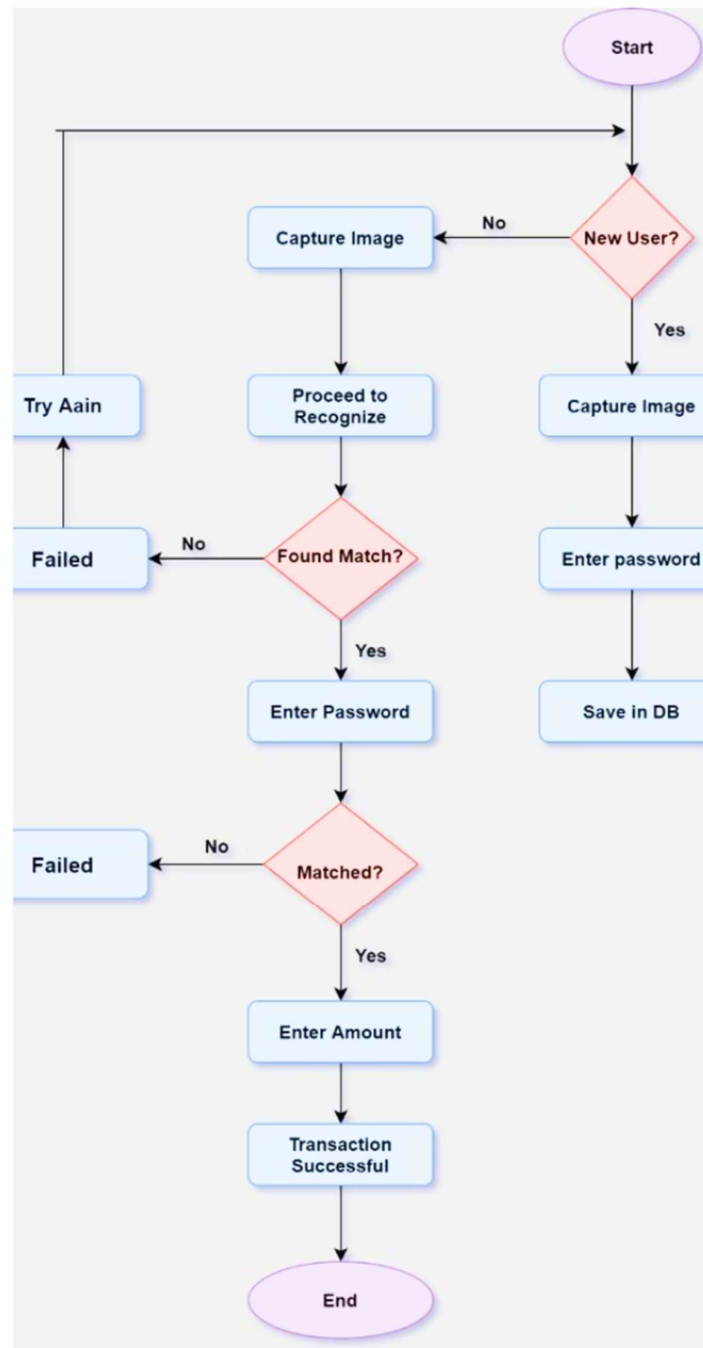 Start
No
New User?
Capture Image
Yes
Try Aain
Proceed to
Recognize
Capture Image
No
Failed
Found Match?
Enter password
Yes
Enter Password
Save in DB
No
Failed
Matched?
Yes
Enter Amount
Transaction
Successful
End